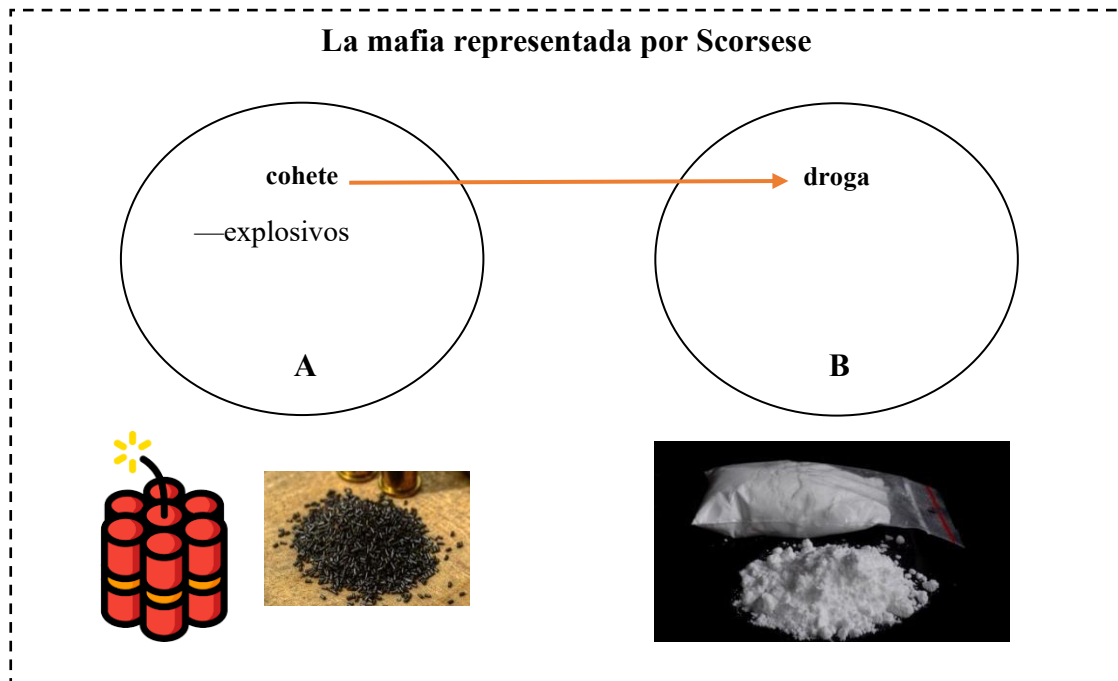 La mafia representada por Scorsese
cohete
droga
—explosivos
A
B